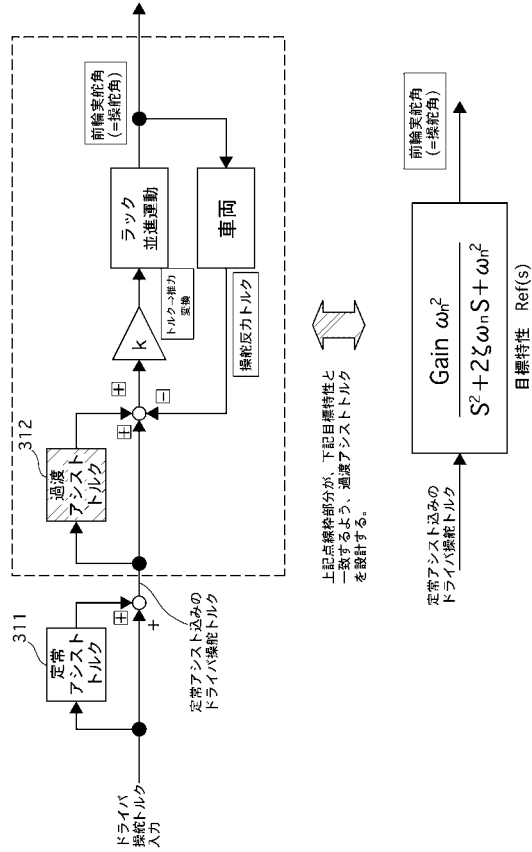 ドライバ
操舵トルク
入力
311
定常
アシスト
トルク
+
+
定常アシスト込みの
ドライバ操舵トルク
312
過渡
アシスト
トルク
+
+
−
k
トルク→推力
変換
ラック
並進運動
前輪実舵角
(=操舵角)
車両
操舵反力トルク
上記点線枠部分が、下記目標特性と
一致するよう、過渡アシストトルク
を設計する。
定常アシスト込みの
ドライバ操舵トルク
Gain ωn²
S²+2ζωnS+ωn²
前輪実舵角
(=操舵角)
目標特性 Ref(s)